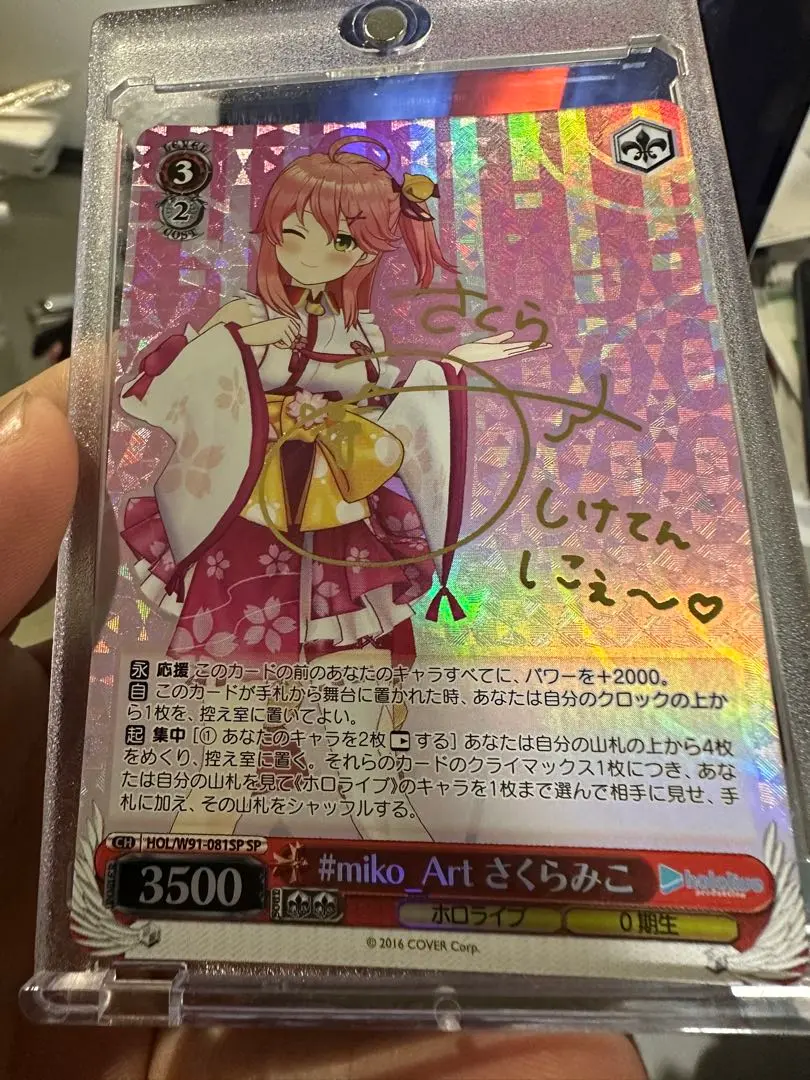 LEVEL
3
2
COST
さくら
しけてん
しこぇ〜♡
永 応援 このカードの前のあなたのキャラすべてに、パワーを+2000。
自 このカードが手札から舞台に置かれた時、あなたは自分のクロックの上か
ら1枚を、控え室に置いてよい。
起 集中 [① あなたのキャラを2枚する] あなたは自分の山札の上から4枚
をめくり、控え室に置く。それらのカードのクライマックス1枚につき、あな
たは自分の山札を見て《ホロライブ》のキャラを1枚まで選んで相手に見せ、手
札に加え、その山札をシャッフルする。
CH HOL/W91-081SP SP
POWER 3500
#miko_Art さくらみこ
hololive
production
SOUL
ホロライブ
0期生
© 2016 COVER Corp.